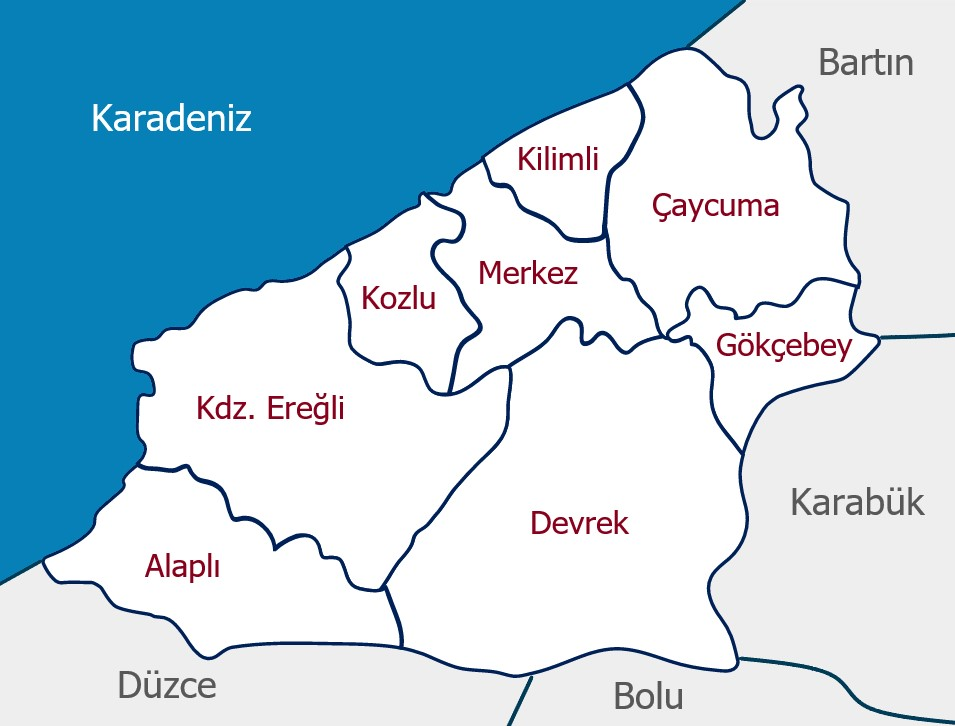 Bartın
Karadeniz
Kilimli
Çaycuma
Merkez
Kozlu
Gökçebey
Kdz. Ereğli
Karabük
Devrek
Alaplı
Düzce
Bolu